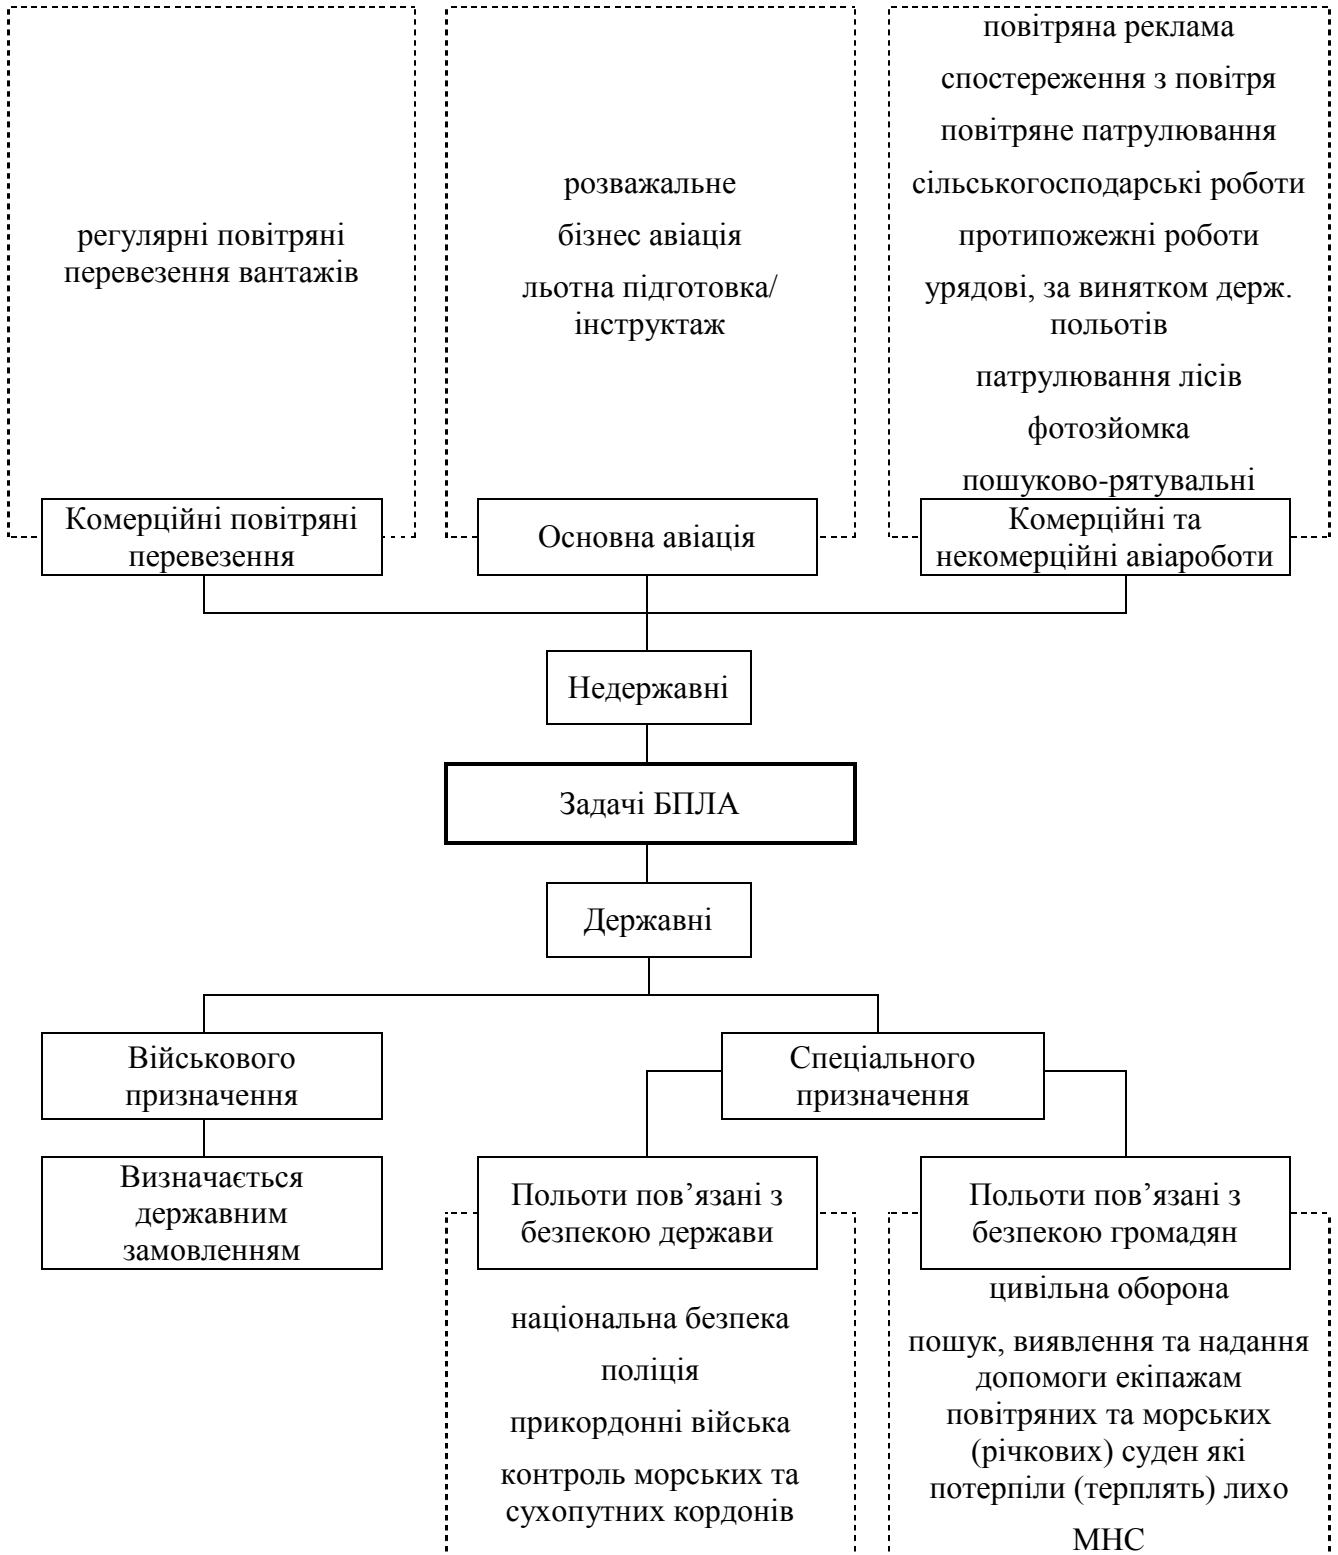 регулярні повітряні
перевезення вантажів
Комерційні повітряні
перевезення
розважальне
бізнес авіація
льотна підготовка/
інструктаж
Основна авіація
повітряна реклама
спостереження з повітря
повітряне патрулювання
сільськогосподарські роботи
протипожежні роботи
урядові, за винятком держ.
польотів
патрулювання лісів
фотозйомка
пошуково-рятувальні
Комерційні та
некомерційні авіароботи
Недержавні
Задачі БПЛА
Державні
Військового
призначення
Визначається
державним
замовленням
Спеціального
призначення
Польоти пов’язані з
безпекою держави
національна безпека
поліція
прикордонні війська
контроль морських та
сухопутних кордонів
Польоти пов’язані з
безпекою громадян
цивільна оборона
пошук, виявлення та надання
допомоги екіпажам
повітряних та морських
(річкових) суден які
потерпіли (терплять) лихо
МНС